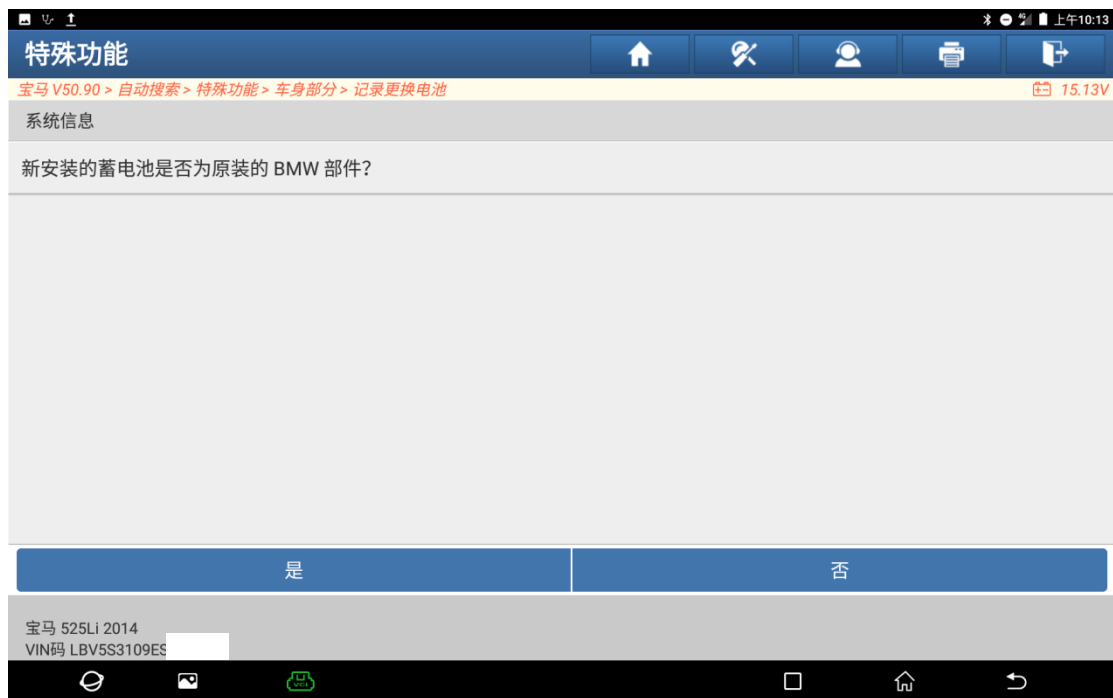 上午10:13
特殊功能
宝马 V50.90 > 自动搜索 > 特殊功能 > 车身部分 > 记录更换电池
15.13V
系统信息
新安装的蓄电池是否为原装的 BMW 部件?
是
否
宝马 525Li 2014
VIN码 LBV5S3109ES
VCI